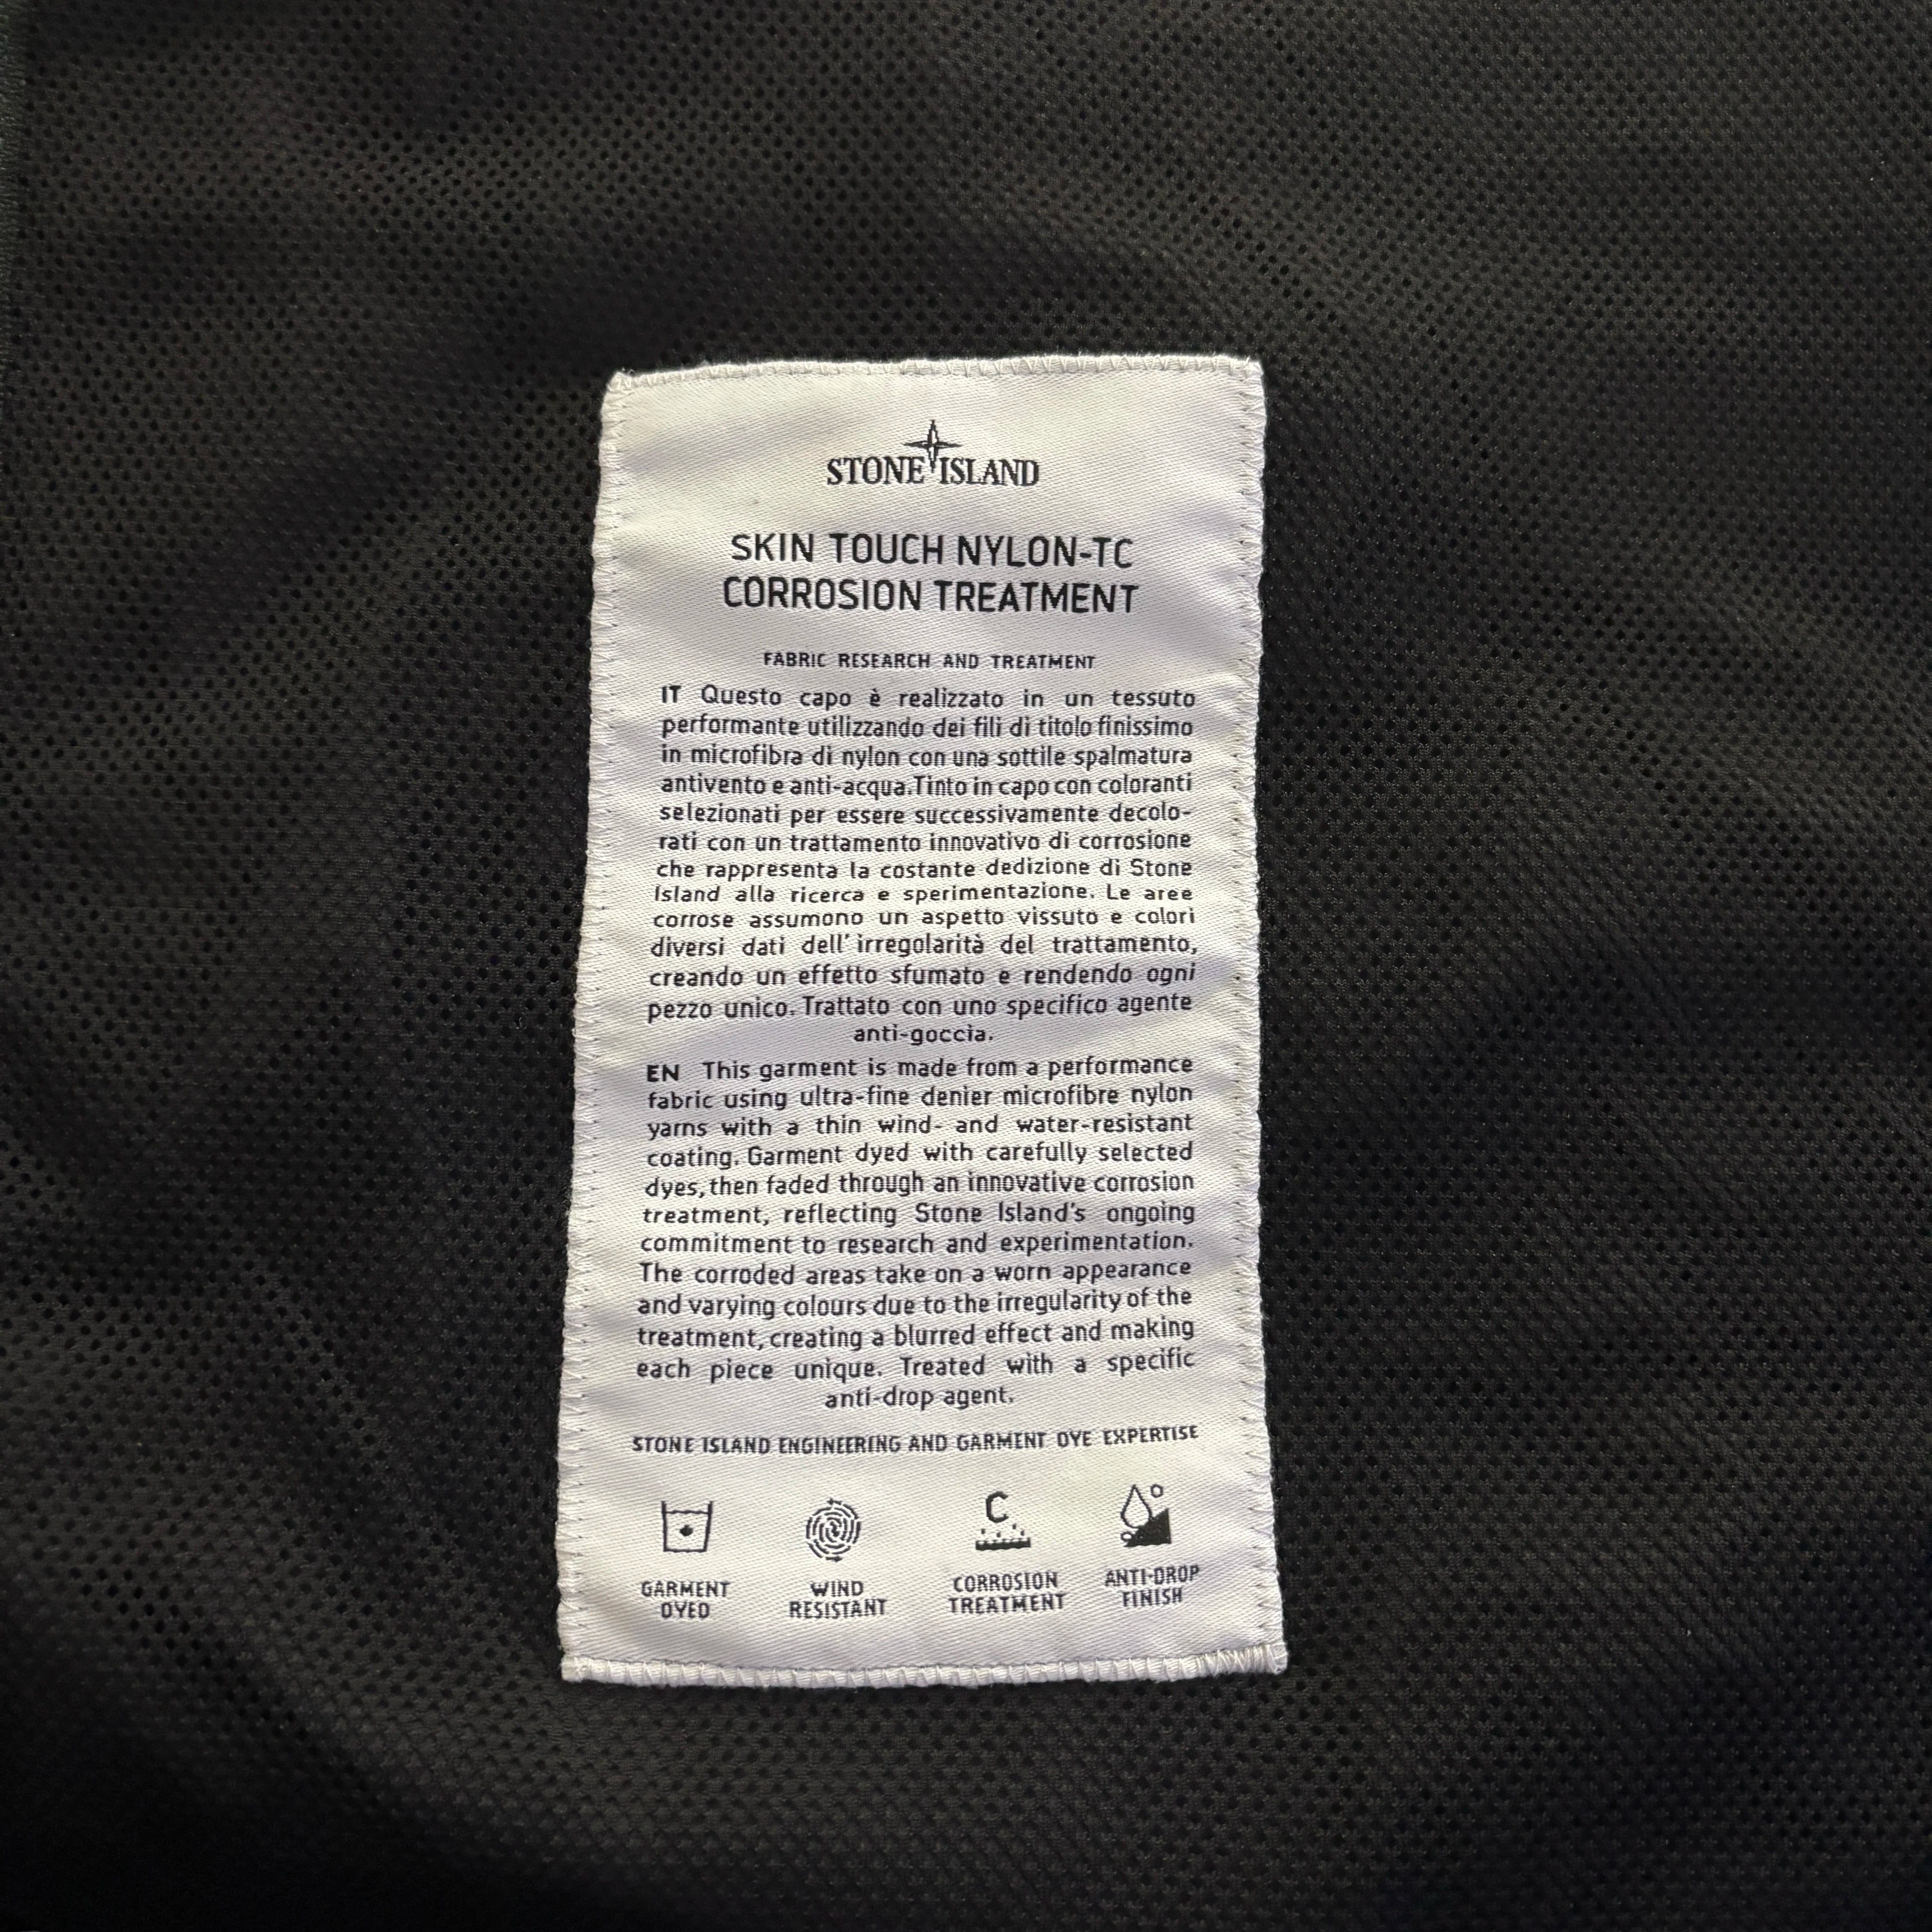 STONE ISLAND
SKIN TOUCH NYLON-TC
CORROSION TREATMENT
FABRIC RESEARCH AND TREATMENT
IT Questo capo è realizzato in un tessuto
performante utilizzando dei fili di titolo finissimo
in microfibra di nylon con una sottile spalmatura
antivento e anti-acqua.Tinto in capo con coloranti
selezionati per essere successivamente decolo-
rati con un trattamento innovativo di corrosione
che rappresenta la costante dedizione di Stone
Island alla ricerca e sperimentazione. Le aree
corrose assumono un aspetto vissuto e colori
diversi dati dell'irregolarità del trattamento,
creando un effetto sfumato e rendendo ogni
pezzo unico. Trattato con uno specifico agente
anti-goccia.
EN This garment is made from a performance
fabric using ultra-fine denier microfibre nylon
yarns with a thin wind- and water-resistant
coating. Garment dyed with carefully selected
dyes, then faded through an innovative corrosion
treatment, reflecting Stone Island's ongoing
commitment to research and experimentation.
The corroded areas take on a worn appearance
and varying colours due to the irregularity of the
treatment, creating a blurred effect and making
each piece unique. Treated with a specific
anti-drop agent.
STONE ISLAND ENGINEERING AND GARMENT DYE EXPERTISE
C
GARMENT DYED
WIND RESISTANT
CORROSION TREATMENT
ANTI-DROP FINISH